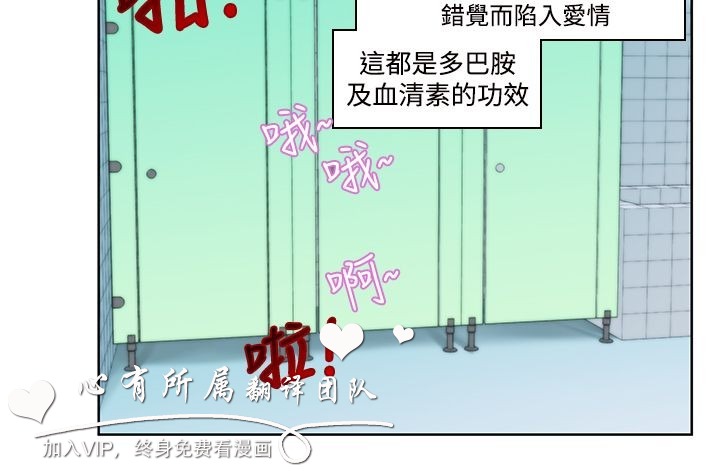 啪!
錯覺而陷入愛情
這都是多巴胺
及血清素的功效
哦~
哦~
啊~
啦!
心有所属翻译团队
加入VIP，终身免费看漫画